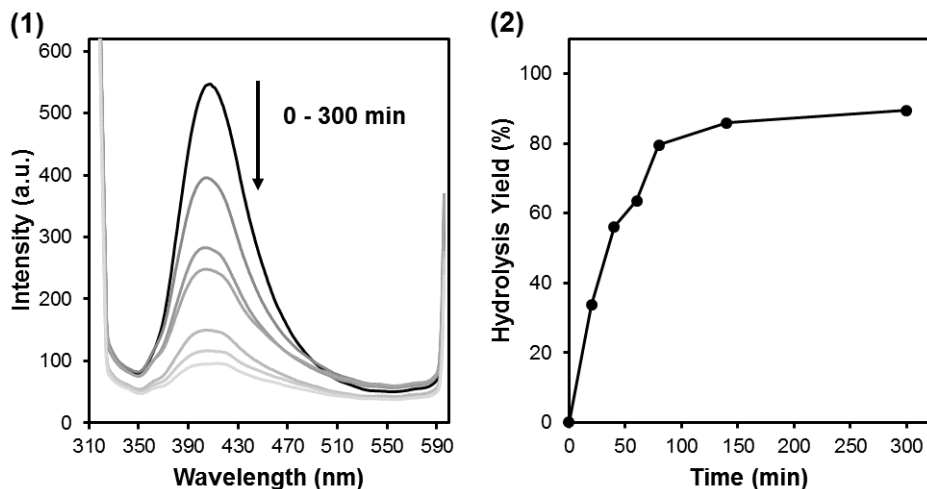 (1)
600
500
400
300
200
100
0
Intensity (a.u.)
0 - 300 min
310 350 390 430 470 510 550 590
Wavelength (nm)
(2)
100
80
60
40
20
0
Hydrolysis Yield (%)
0 50 100 150 200 250 300
Time (min)